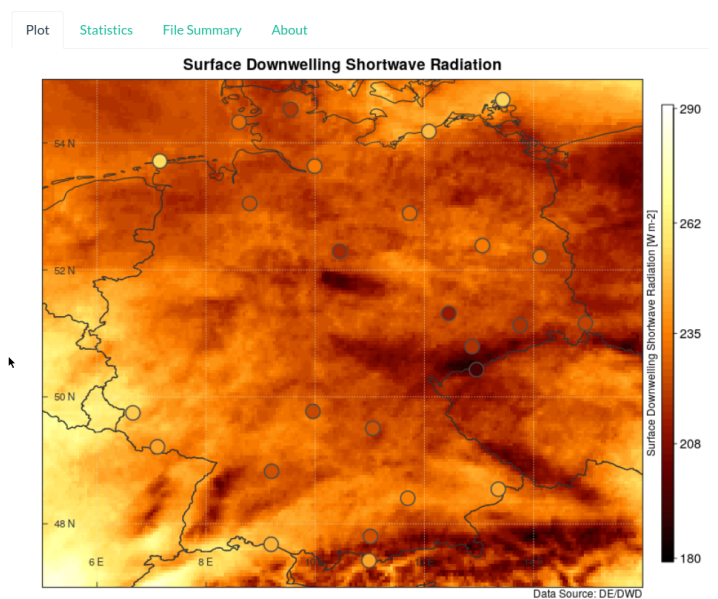 Plot Statistics File Summary About
Surface Downwelling Shortwave Radiation
290
54 N
262
Surface Downwelling Shortwave Radiation [W m-2]
52 N
235
50 N
208
48 N
6 E 8 E
180
Data Source: DE/DWD